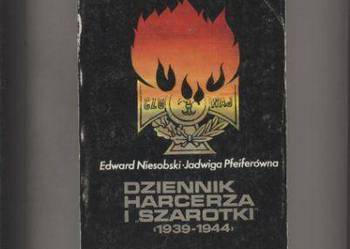 Edward Niesobski·Jadwiga Pfeiferówna
DZIENNIK
HARCERZA
I „SZAROTKI”
(1939-1944)